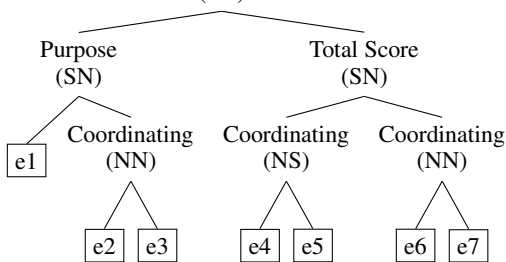 Purpose Total Score
(SN) (SN)
e1 Coordinating Coordinating Coordinating
(NN) (NS) (NN)
e2 e3 e4 e5 e6 e7